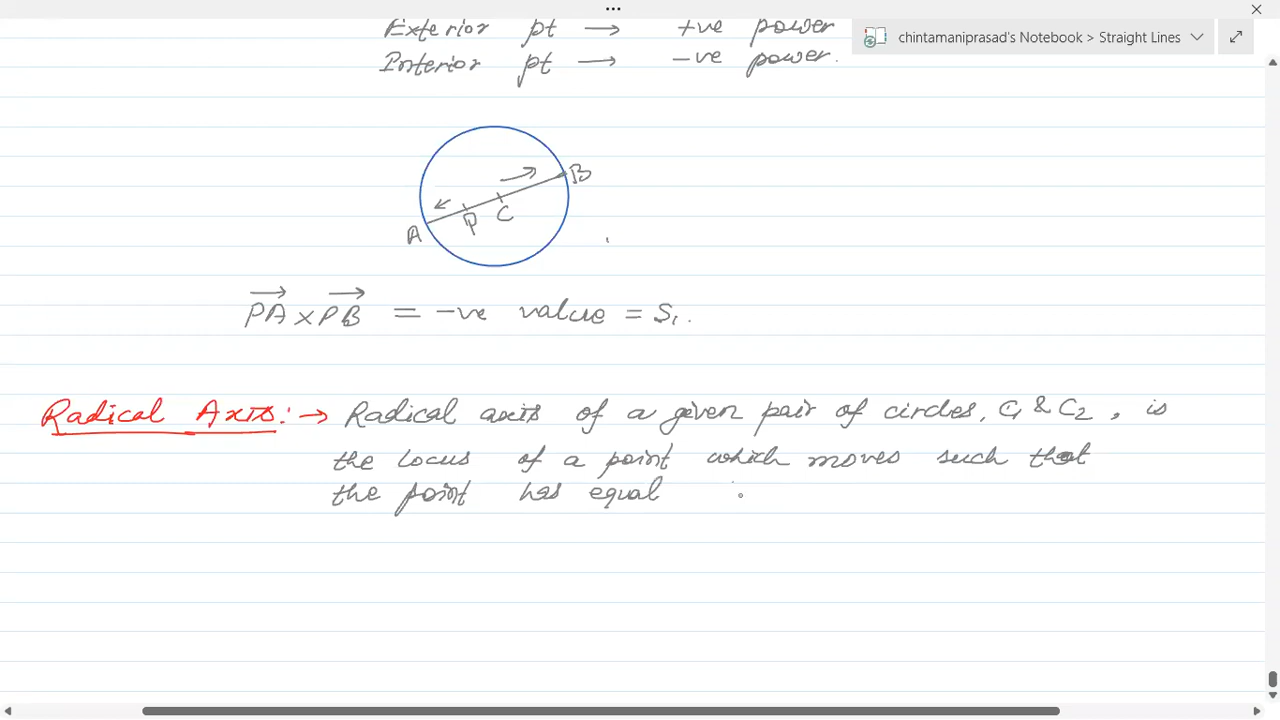 Exterior pt → +ve power
chintamaniprasad's Notebook > Straight Lines
Interior pt → -ve power.
B
C
P
A
PA × PB = -ve value = S₁.
Radical Axis :→ Radical axis of a given pair of circles, C₁ & C₂, is
the locus of a point which moves such that
the point has equal